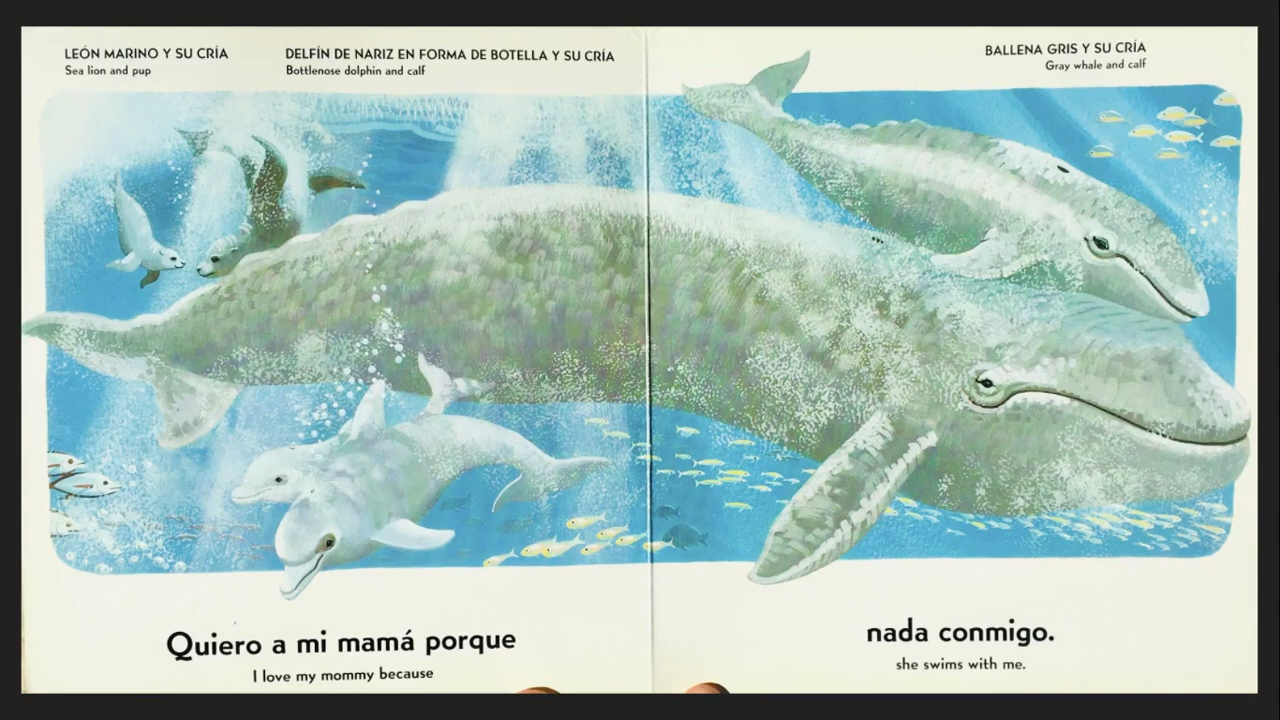 LEÓN MARINO Y SU CRÍA
Sea lion and pup
DELFÍN DE NARIZ EN FORMA DE BOTELLA Y SU CRÍA
Bottlenose dolphin and calf
BALLENA GRIS Y SU CRÍA
Gray whale and calf
Quiero a mi mamá porque
I love my mommy because
nada conmigo.
she swims with me.